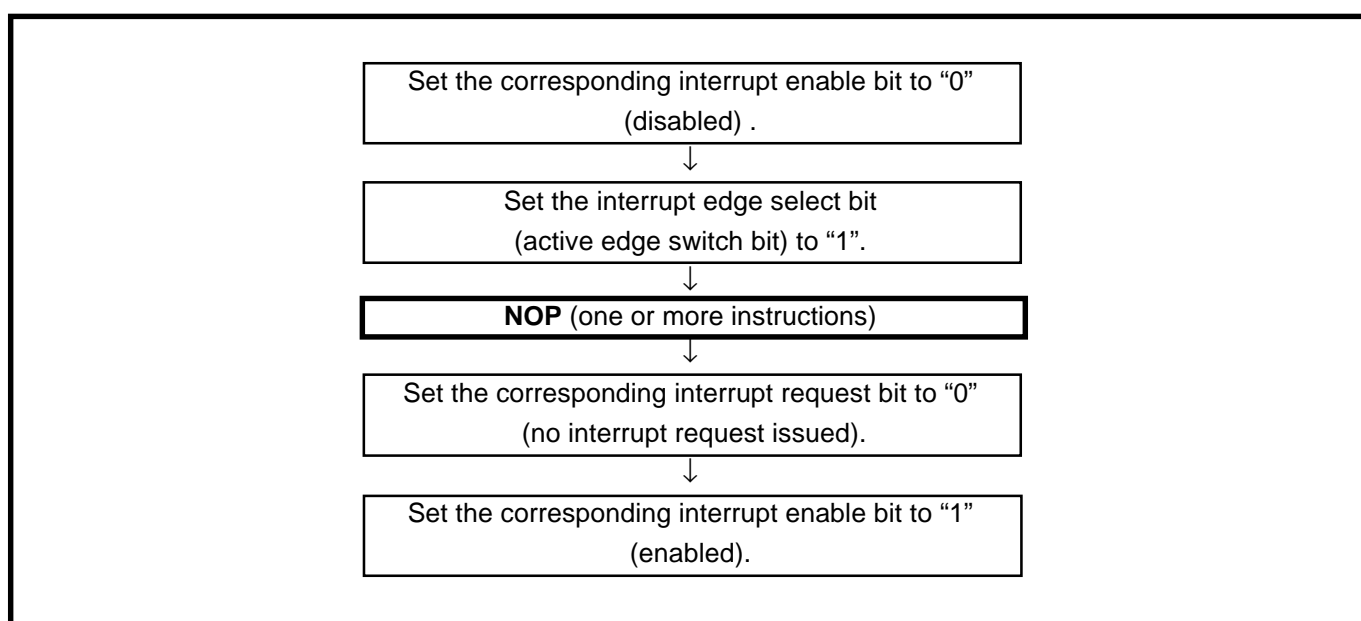 Set the corresponding interrupt enable bit to “0”
(disabled) .
↓
Set the interrupt edge select bit
(active edge switch bit) to “1”.
↓
NOP (one or more instructions)
↓
Set the corresponding interrupt request bit to “0”
(no interrupt request issued).
↓
Set the corresponding interrupt enable bit to “1”
(enabled).